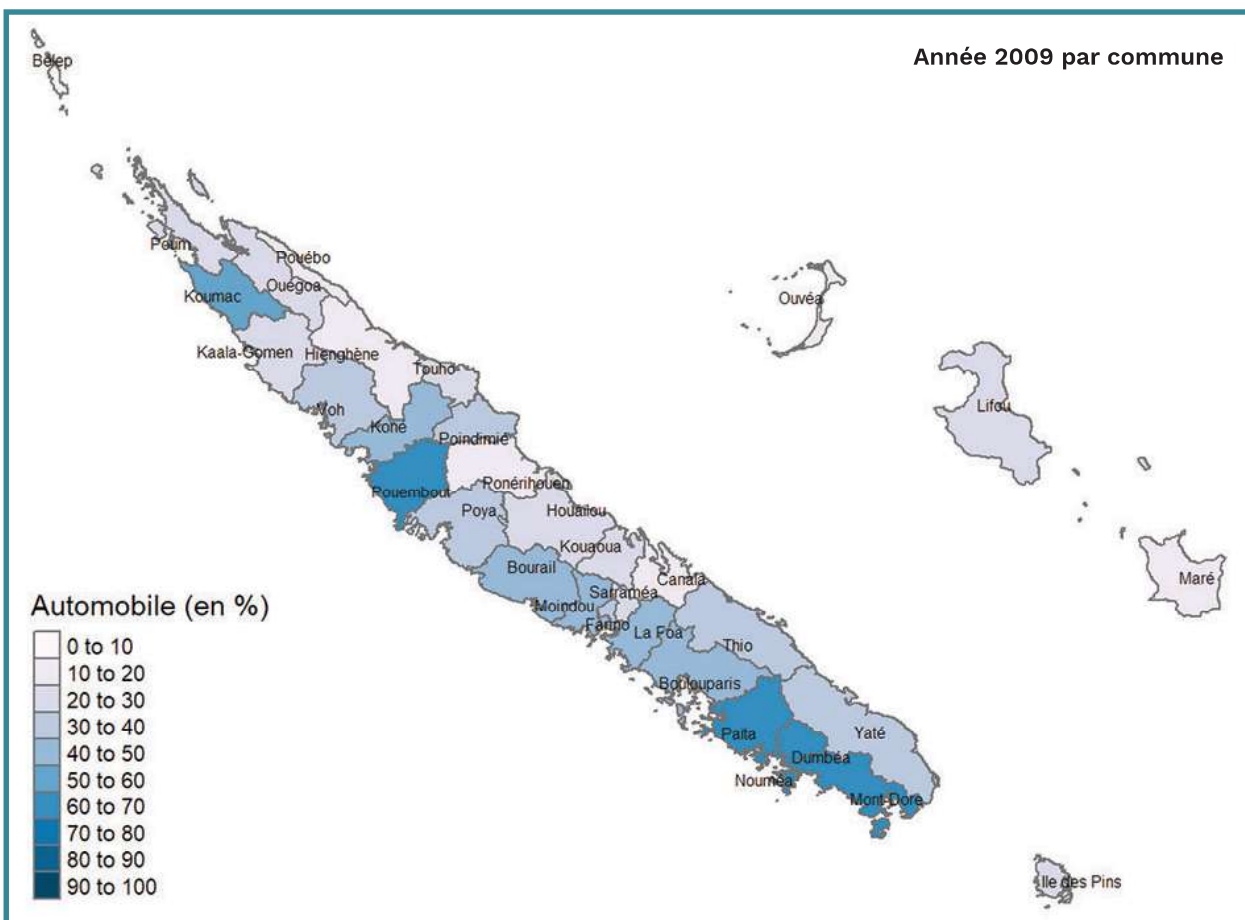 Année 2009 par commune
Bélep
Poum
Pouébo
Ouégoa
Koumac
Ouvéa
Kaala-Gomen
Hienghène
Touho
Lifou
Voh
Koné
Poindimié
Pouembout
Ponérihouen
Poya
Houaïlou
Kouaoua
Bourail
Canala
Maré
Sarraméa
Moindou
Farino
La Foa
Thio
Boulouparis
Païta
Yaté
Dumbéa
Nouméa
Mont-Dore
Ile des Pins
Automobile (en %)
0 to 10
10 to 20
20 to 30
30 to 40
40 to 50
50 to 60
60 to 70
70 to 80
80 to 90
90 to 100